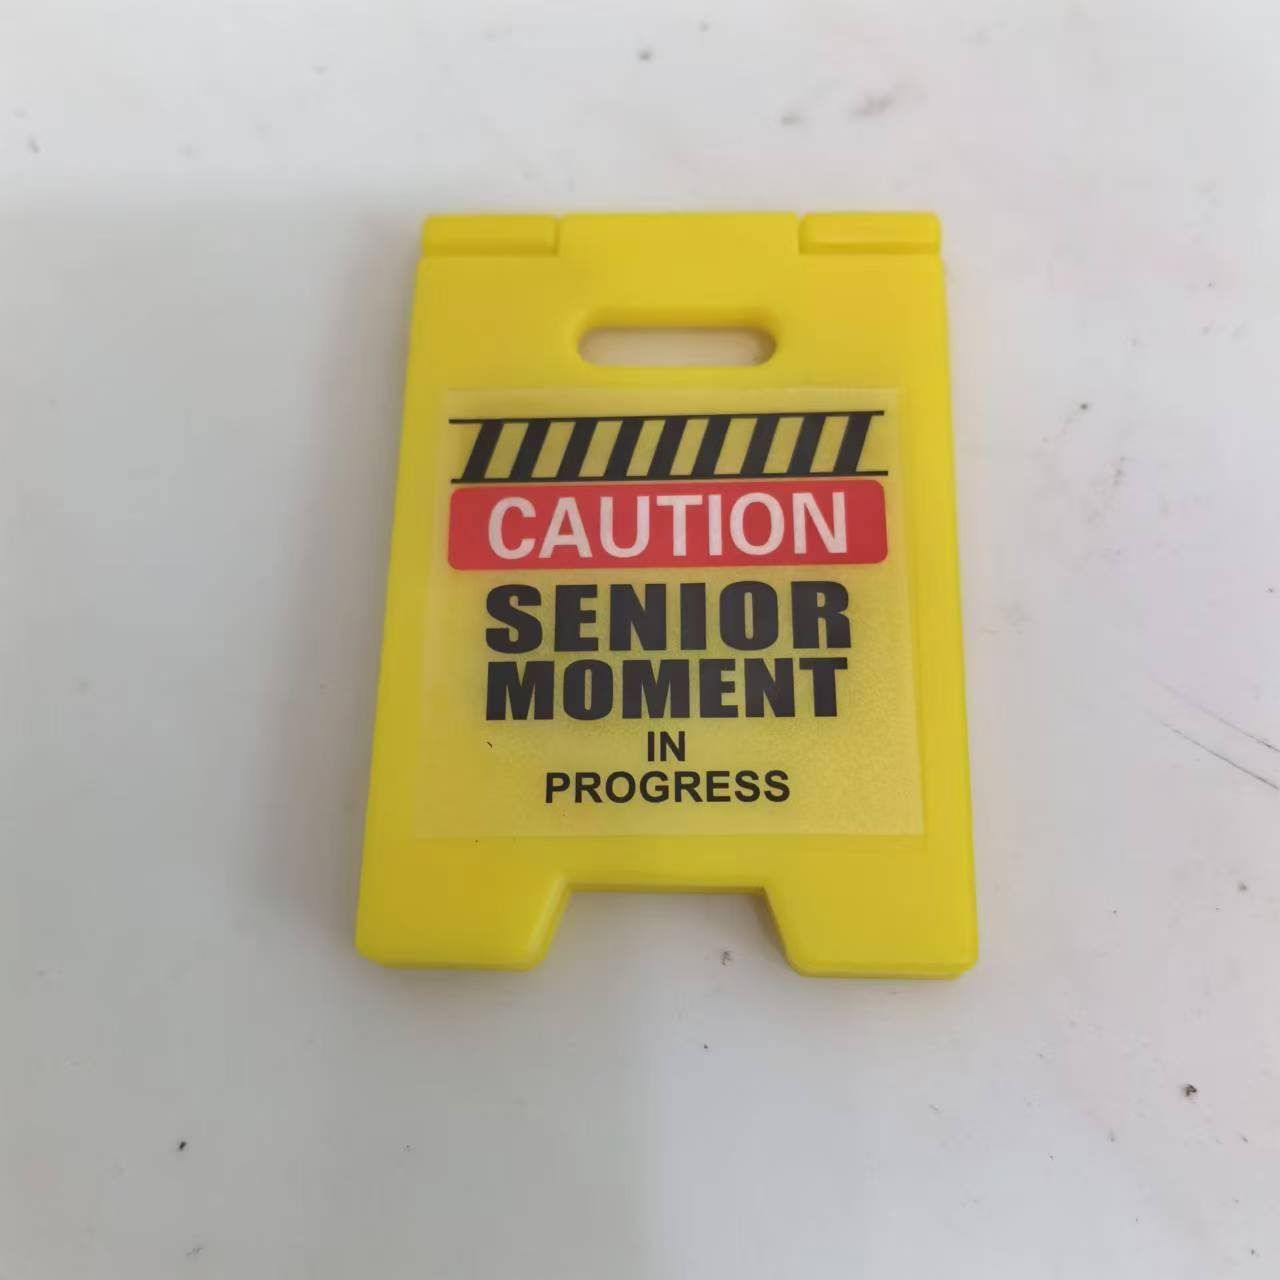 CAUTION
SENIOR
MOMENT
IN
PROGRESS